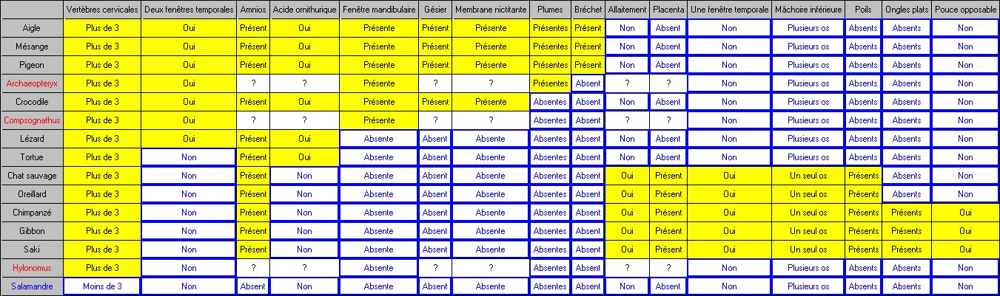 Vertèbres cervicales Deux fenêtres temporales Amnios Acide ornithurique Fenêtre mandibulaire Gésier Membrane nictitante Plumes Bréchet Allaitement Placenta Une fenêtre temporale Mâchoire inférieure Poils Ongles plats Pouce opposable
Aigle Plus de 3 Oui Présent Oui Présente Présent Présente Présentes Présent Non Absent Non Plusieurs os Absents Absents Non
Mésange Plus de 3 Oui Présent Oui Présente Présent Présente Présentes Présent Non Absent Non Plusieurs os Absents Absents Non
Pigeon Plus de 3 Oui Présent Oui Présente Présent Présente Présentes Présent Non Absent Non Plusieurs os Absents Absents Non
Archaeopteryx Plus de 3 Oui ? ? Présente ? ? Présentes Absent ? ? Non Plusieurs os Absents Absents Non
Crocodile Plus de 3 Oui Présent Oui Présente Présent Présente Absentes Absent Non Absent Non Plusieurs os Absents Absents Non
Compsognathus Plus de 3 Oui ? ? Présente ? ? Absentes Absent ? ? Non Plusieurs os Absents Absents Non
Lézard Plus de 3 Oui Présent Oui Absente Absent Absente Absentes Absent Non Absent Non Plusieurs os Absents Absents Non
Tortue Plus de 3 Non Présent Oui Absente Absent Absente Absentes Absent Non Absent Non Plusieurs os Absents Absents Non
Chat sauvage Plus de 3 Non Présent Non Absente Absent Absente Absentes Absent Oui Présent Oui Un seul os Présents Absents Non
Oreillard Plus de 3 Non Présent Non Absente Absent Absente Absentes Absent Oui Présent Oui Un seul os Présents Absents Non
Chimpanzé Plus de 3 Non Présent Non Absente Absent Absente Absentes Absent Oui Présent Oui Un seul os Présents Présents Oui
Gibbon Plus de 3 Non Présent Non Absente Absent Absente Absentes Absent Oui Présent Oui Un seul os Présents Présents Oui
Saki Plus de 3 Non Présent Non Absente Absent Absente Absentes Absent Oui Présent Oui Un seul os Présents Présents Oui
Hylonomus Plus de 3 Non ? ? Absente ? ? Absentes Absent ? ? Non Plusieurs os Absents Absents Non
Salamandre Moins de 3 Non Absent Non Absente Absent Absente Absentes Absent Non Absent Non Plusieurs os Absents Absents Non